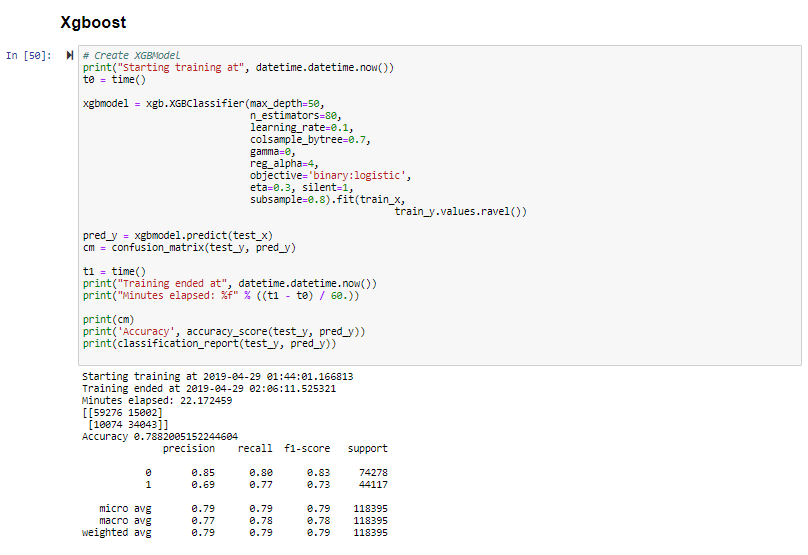 Xgboost
In [50]:
# Create XGBModel
print("Starting training at", datetime.datetime.now())
t0 = time()
xgbmodel = xgb.XGBClassifier(max_depth=50,
n_estimators=80,
learning_rate=0.1,
colsample_bytree=0.7,
gamma=0,
reg_alpha=4,
objective='binary:logistic',
eta=0.3, silent=1,
subsample=0.8).fit(train_x,
train_y.values.ravel())
pred_y = xgbmodel.predict(test_x)
cm = confusion_matrix(test_y, pred_y)
t1 = time()
print("Training ended at", datetime.datetime.now())
print("Minutes elapsed: %f" % ((t1 - t0) / 60.))
print(cm)
print('Accuracy', accuracy_score(test_y, pred_y))
print(classification_report(test_y, pred_y))
Starting training at 2019-04-29 01:44:01.166813
Training ended at 2019-04-29 02:06:11.525321
Minutes elapsed: 22.172459
[[59276 15002]
[10074 34043]]
Accuracy 0.7882005152244604
precision recall f1-score support
0 0.85 0.80 0.83 74278
1 0.69 0.77 0.73 44117
micro avg 0.79 0.79 0.79 118395
macro avg 0.77 0.78 0.78 118395
weighted avg 0.79 0.79 0.79 118395